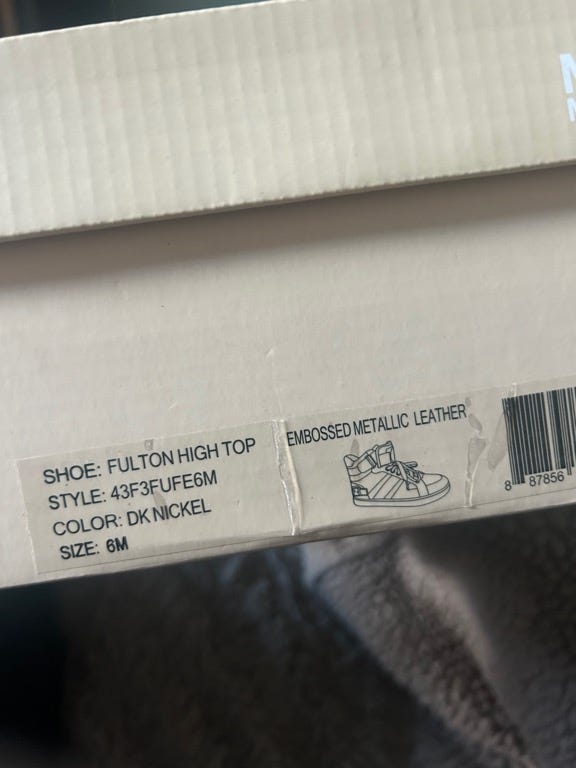 M
SHOE: FULTON HIGH TOP
STYLE: 43F3FUFE6M
COLOR: DK NICKEL
SIZE: 6M
EMBOSSED METALLIC LEATHER
8 87856